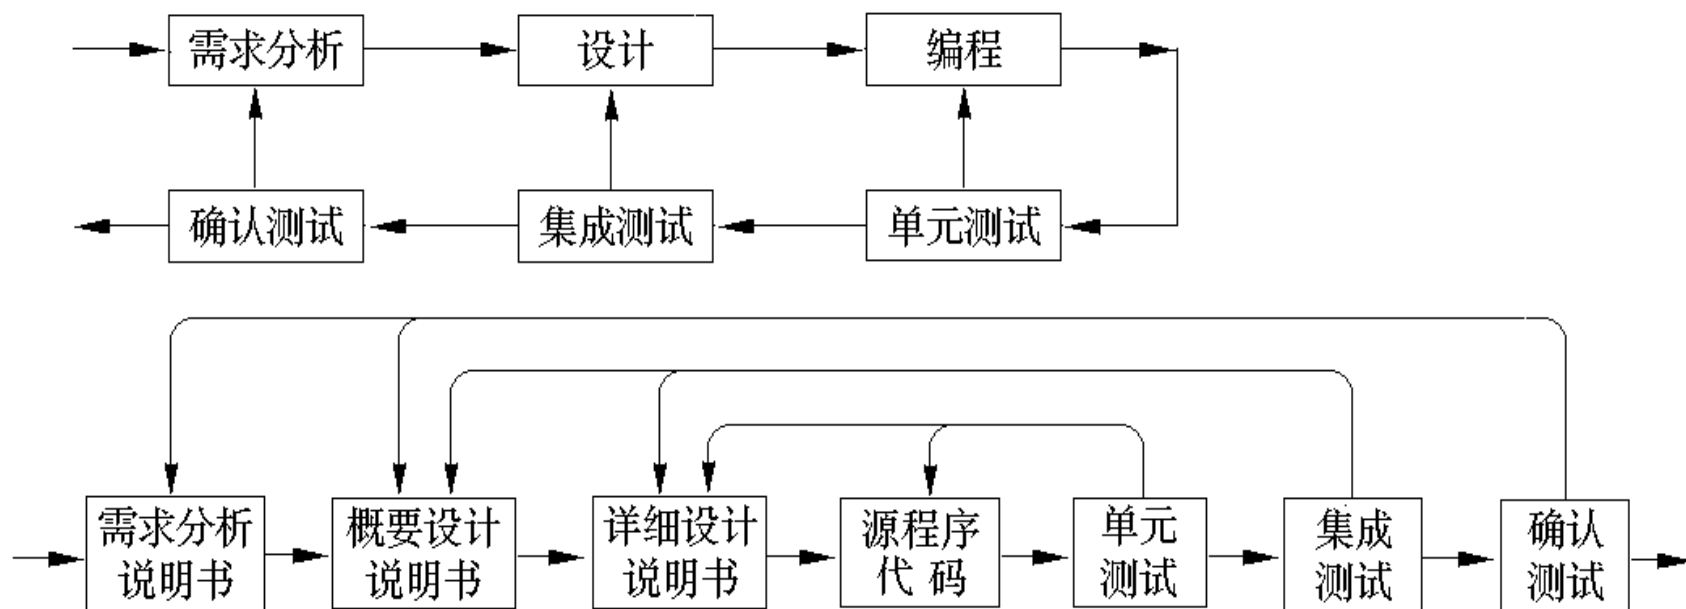 需求分析
设计
编程
确认测试
集成测试
单元测试
需求分析
说明书
概要设计
说明书
详细设计
说明书
源程序
代 码
单元
测试
集成
测试
确认
测试